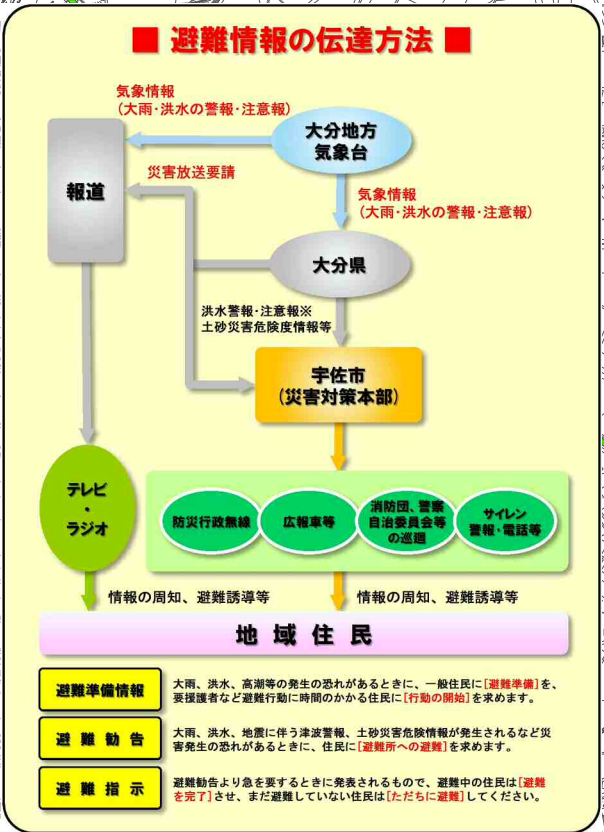 ■ 避難情報の伝達方法 ■
気象情報
(大雨・洪水の警報・注意報)
大分地方
気象台
報道
災害放送要請
気象情報
(大雨・洪水の警報・注意報)
大分県
洪水警報・注意報※
土砂災害危険度情報等
宇佐市
(災害対策本部)
テレビ
・
ラジオ
防災行政無線
広報車等
消防団、警察
自治委員会等
の巡廻
サイレン
警報・電話等
情報の周知、避難誘導等
情報の周知、避難誘導等
地域住民
避難準備情報
大雨、洪水、高潮等の発生の恐れがあるときに、一般住民に[避難準備]を、
要援護者など避難行動に時間のかかる住民に[行動の開始]を求めます。
避難勧告
大雨、洪水、地震に伴う津波警報、土砂災害危険情報が発生されるなど災
害発生の恐れがあるときに、住民に[避難所への避難]を求めます。
避難指示
避難勧告より急を要するときに発表されるもので、避難中の住民は[避難
を完了]させ、まだ避難していない住民は[ただちに避難]してください。